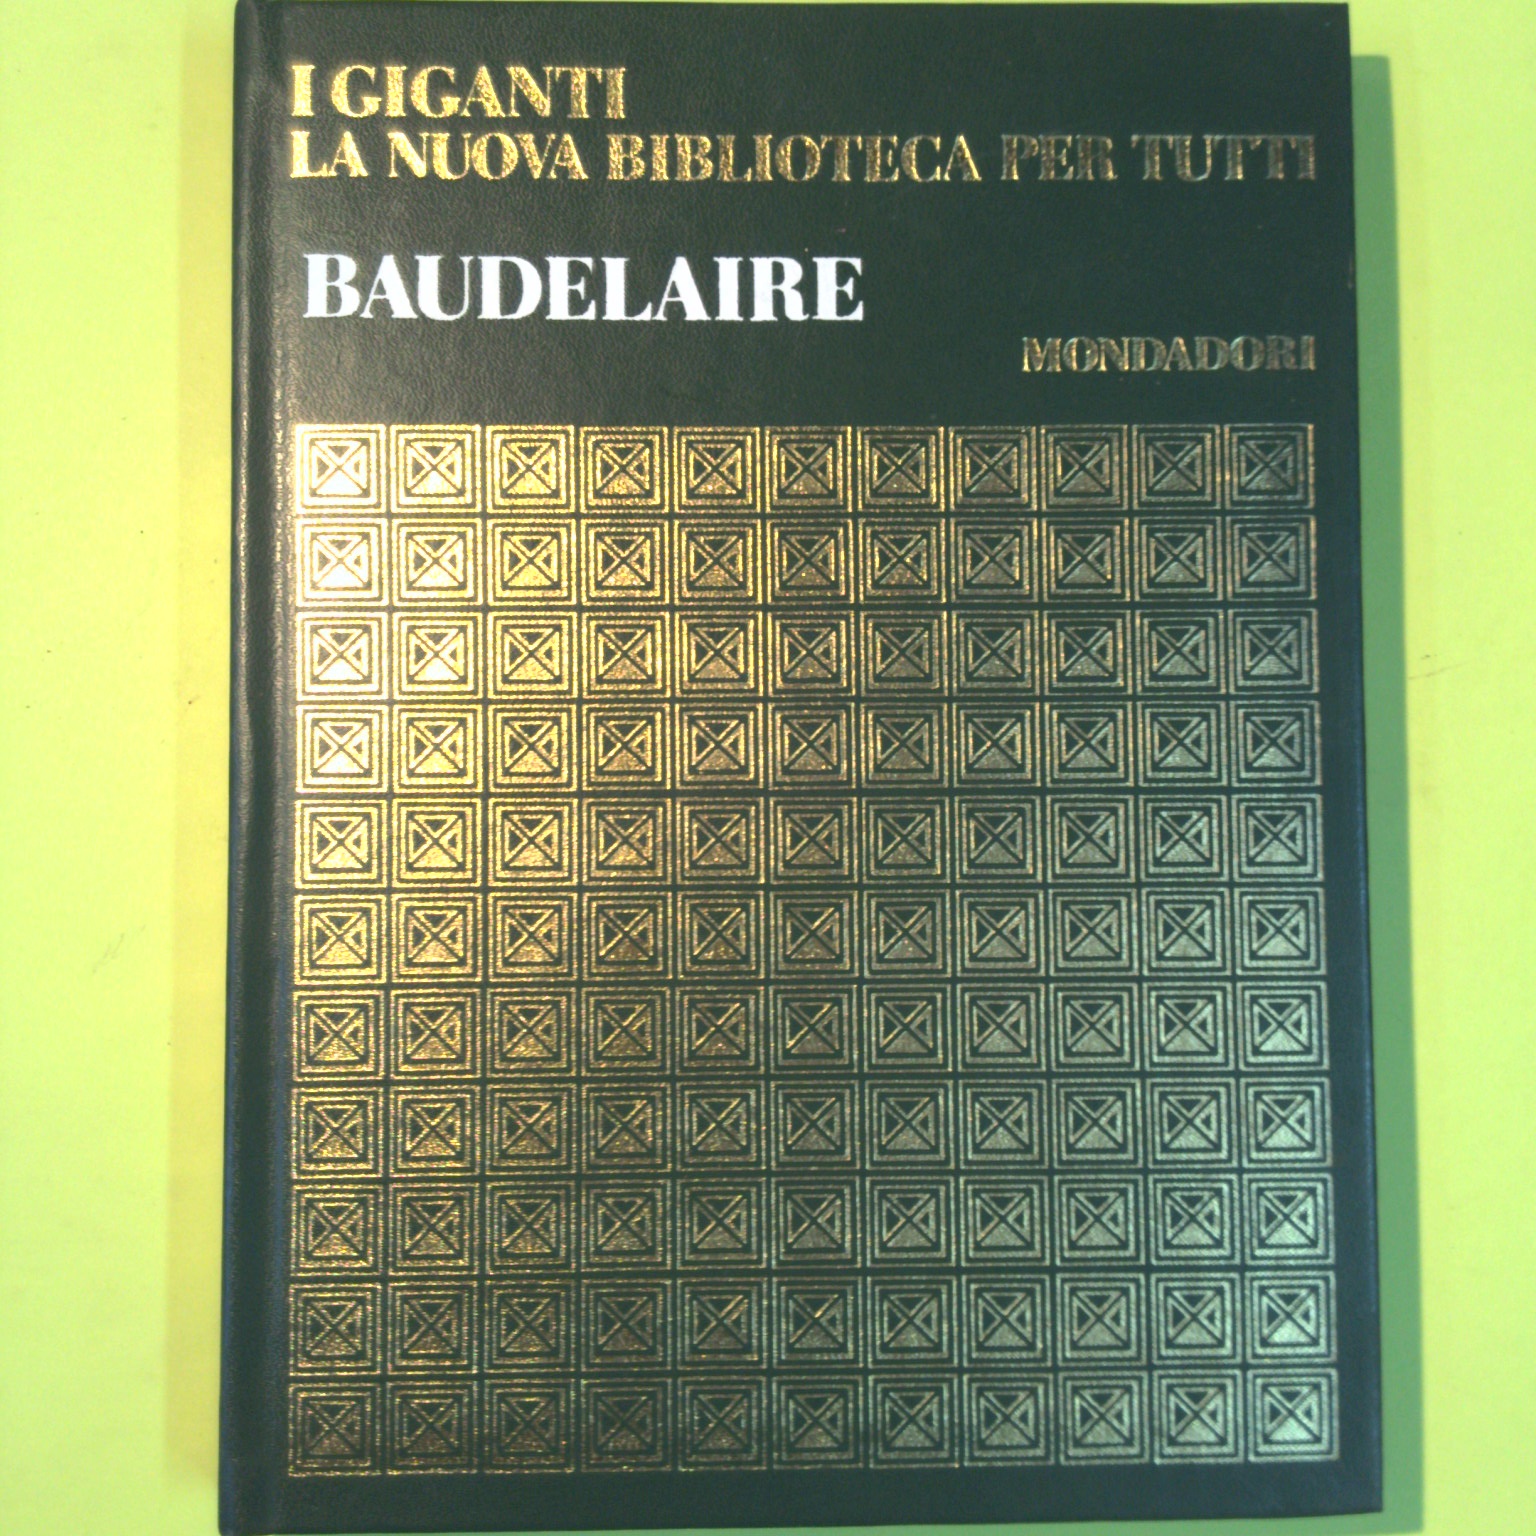 I GIGANTI
LA NUOVA BIBLIOTECA PER TUTTI
BAUDELAIRE
MONDADORI